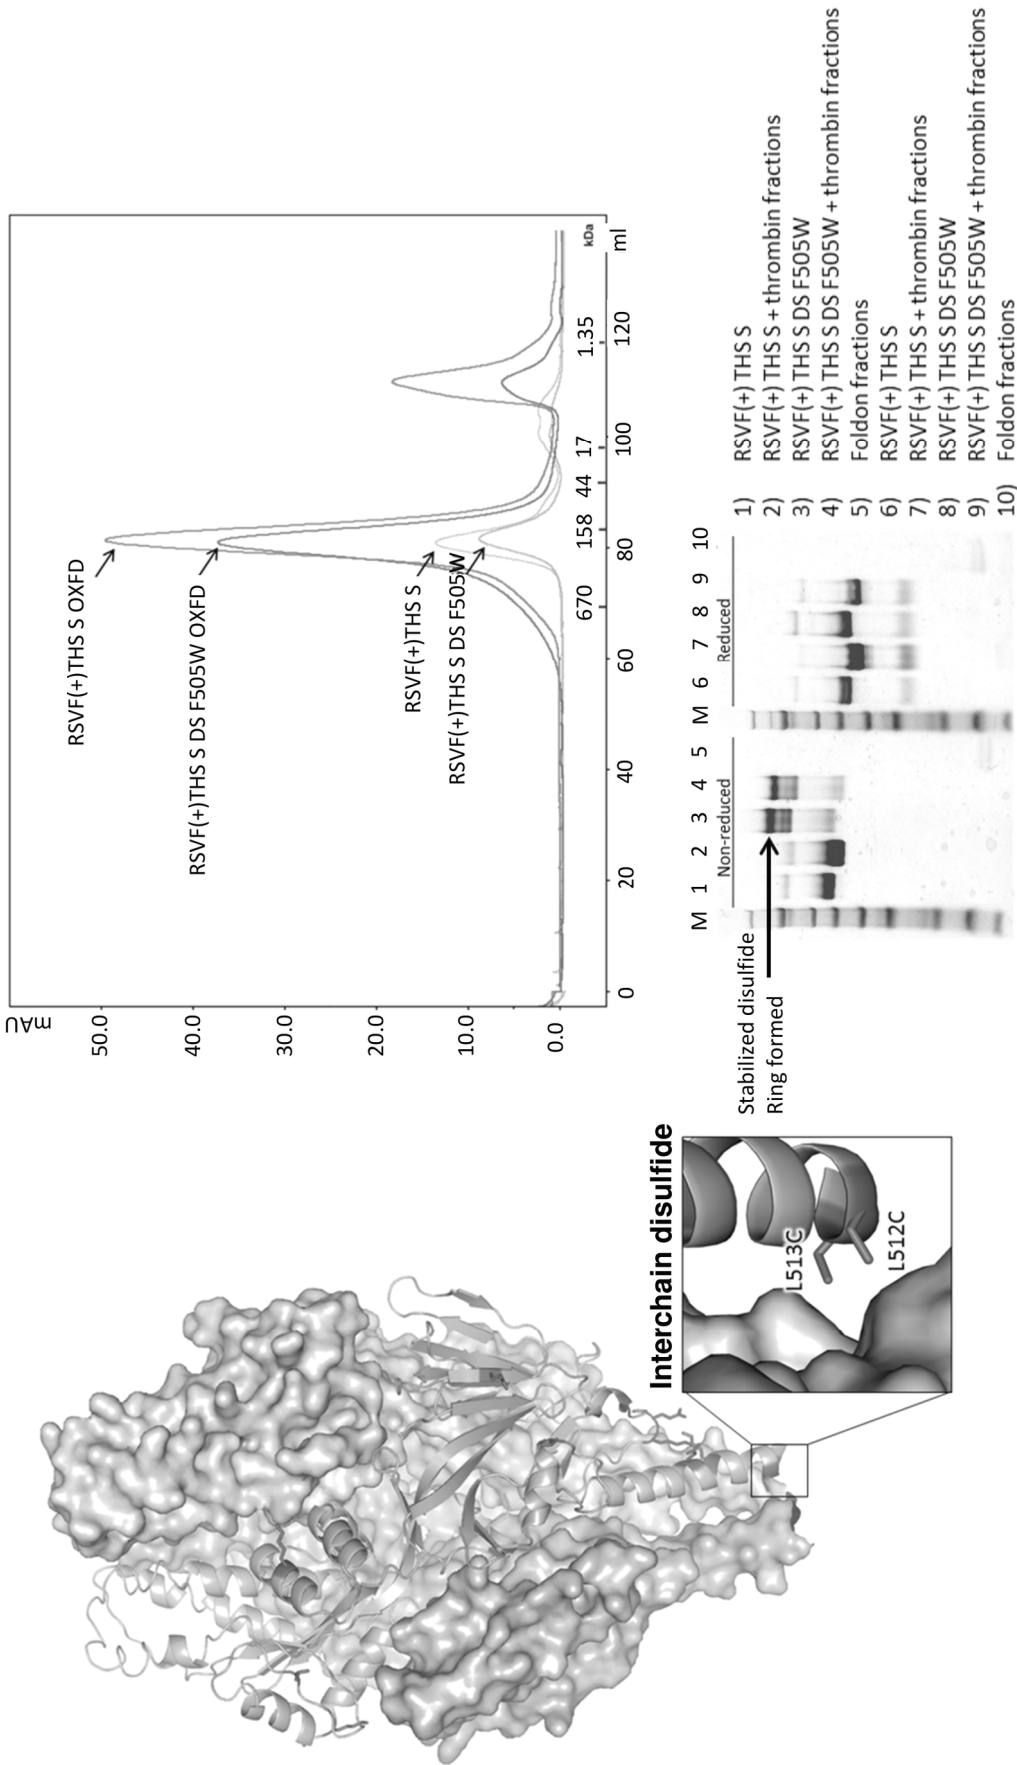 mAU
50.0
40.0
30.0
20.0
10.0
0.0
RSVF(+)THS S OXFD
RSVF(+)THS S DS F505W OXFD
RSVF(+)THS S
RSVF(+)THS S DS F505W
670 158 44 17 1.35 kDa
0 20 40 60 80 100 120 ml
Interchain disulfide
L513C
L512C
Stabilized disulfide
Ring formed
M 1 2 3 4 5 M 6 7 8 9 10
Non-reduced Reduced
1) RSVF(+) THS S
2) RSVF(+) THS S + thrombin fractions
3) RSVF(+) THS S DS F505W
4) RSVF(+) THS S DS F505W + thrombin fractions
5) Foldon fractions
6) RSVF(+) THS S
7) RSVF(+) THS S + thrombin fractions
8) RSVF(+) THS S DS F505W
9) RSVF(+) THS S DS F505W + thrombin fractions
10) Foldon fractions